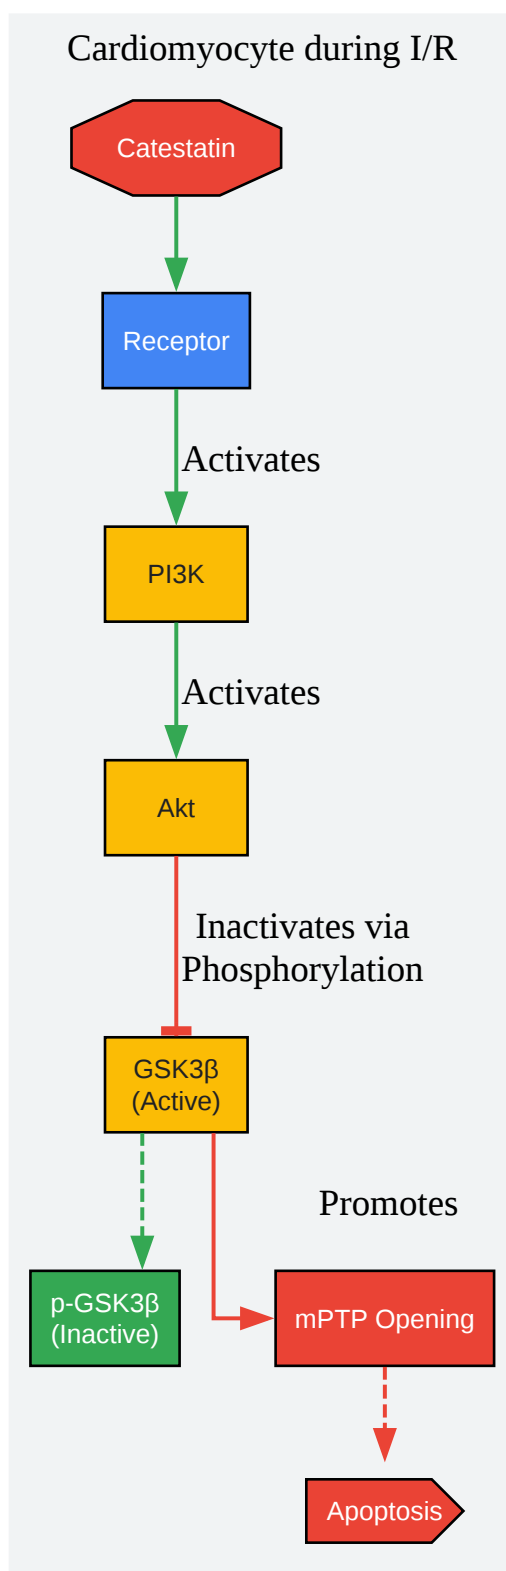 Cardiomyocyte during I/R
Catestatin
Receptor
Activates
PI3K
Activates
Akt
Inactivates via
Phosphorylation
GSK3β
(Active)
Promotes
p-GSK3β
(Inactive)
mPTP Opening
Apoptosis